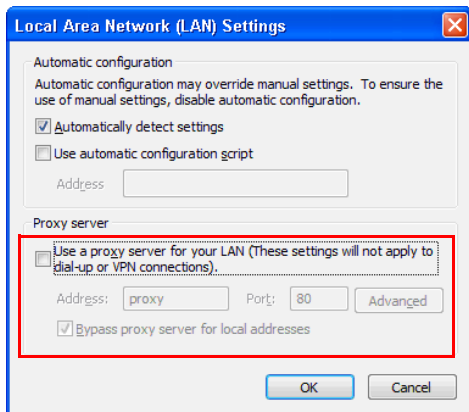 Local Area Network (LAN) Settings
Automatic configuration
Automatic configuration may override manual settings. To ensure the
use of manual settings, disable automatic configuration.
Automatically detect settings
Use automatic configuration script
Address
Proxy server
Use a proxy server for your LAN (These settings will not apply to
dial-up or VPN connections).
Address: proxy Port: 80 Advanced
Bypass proxy server for local addresses
OK Cancel